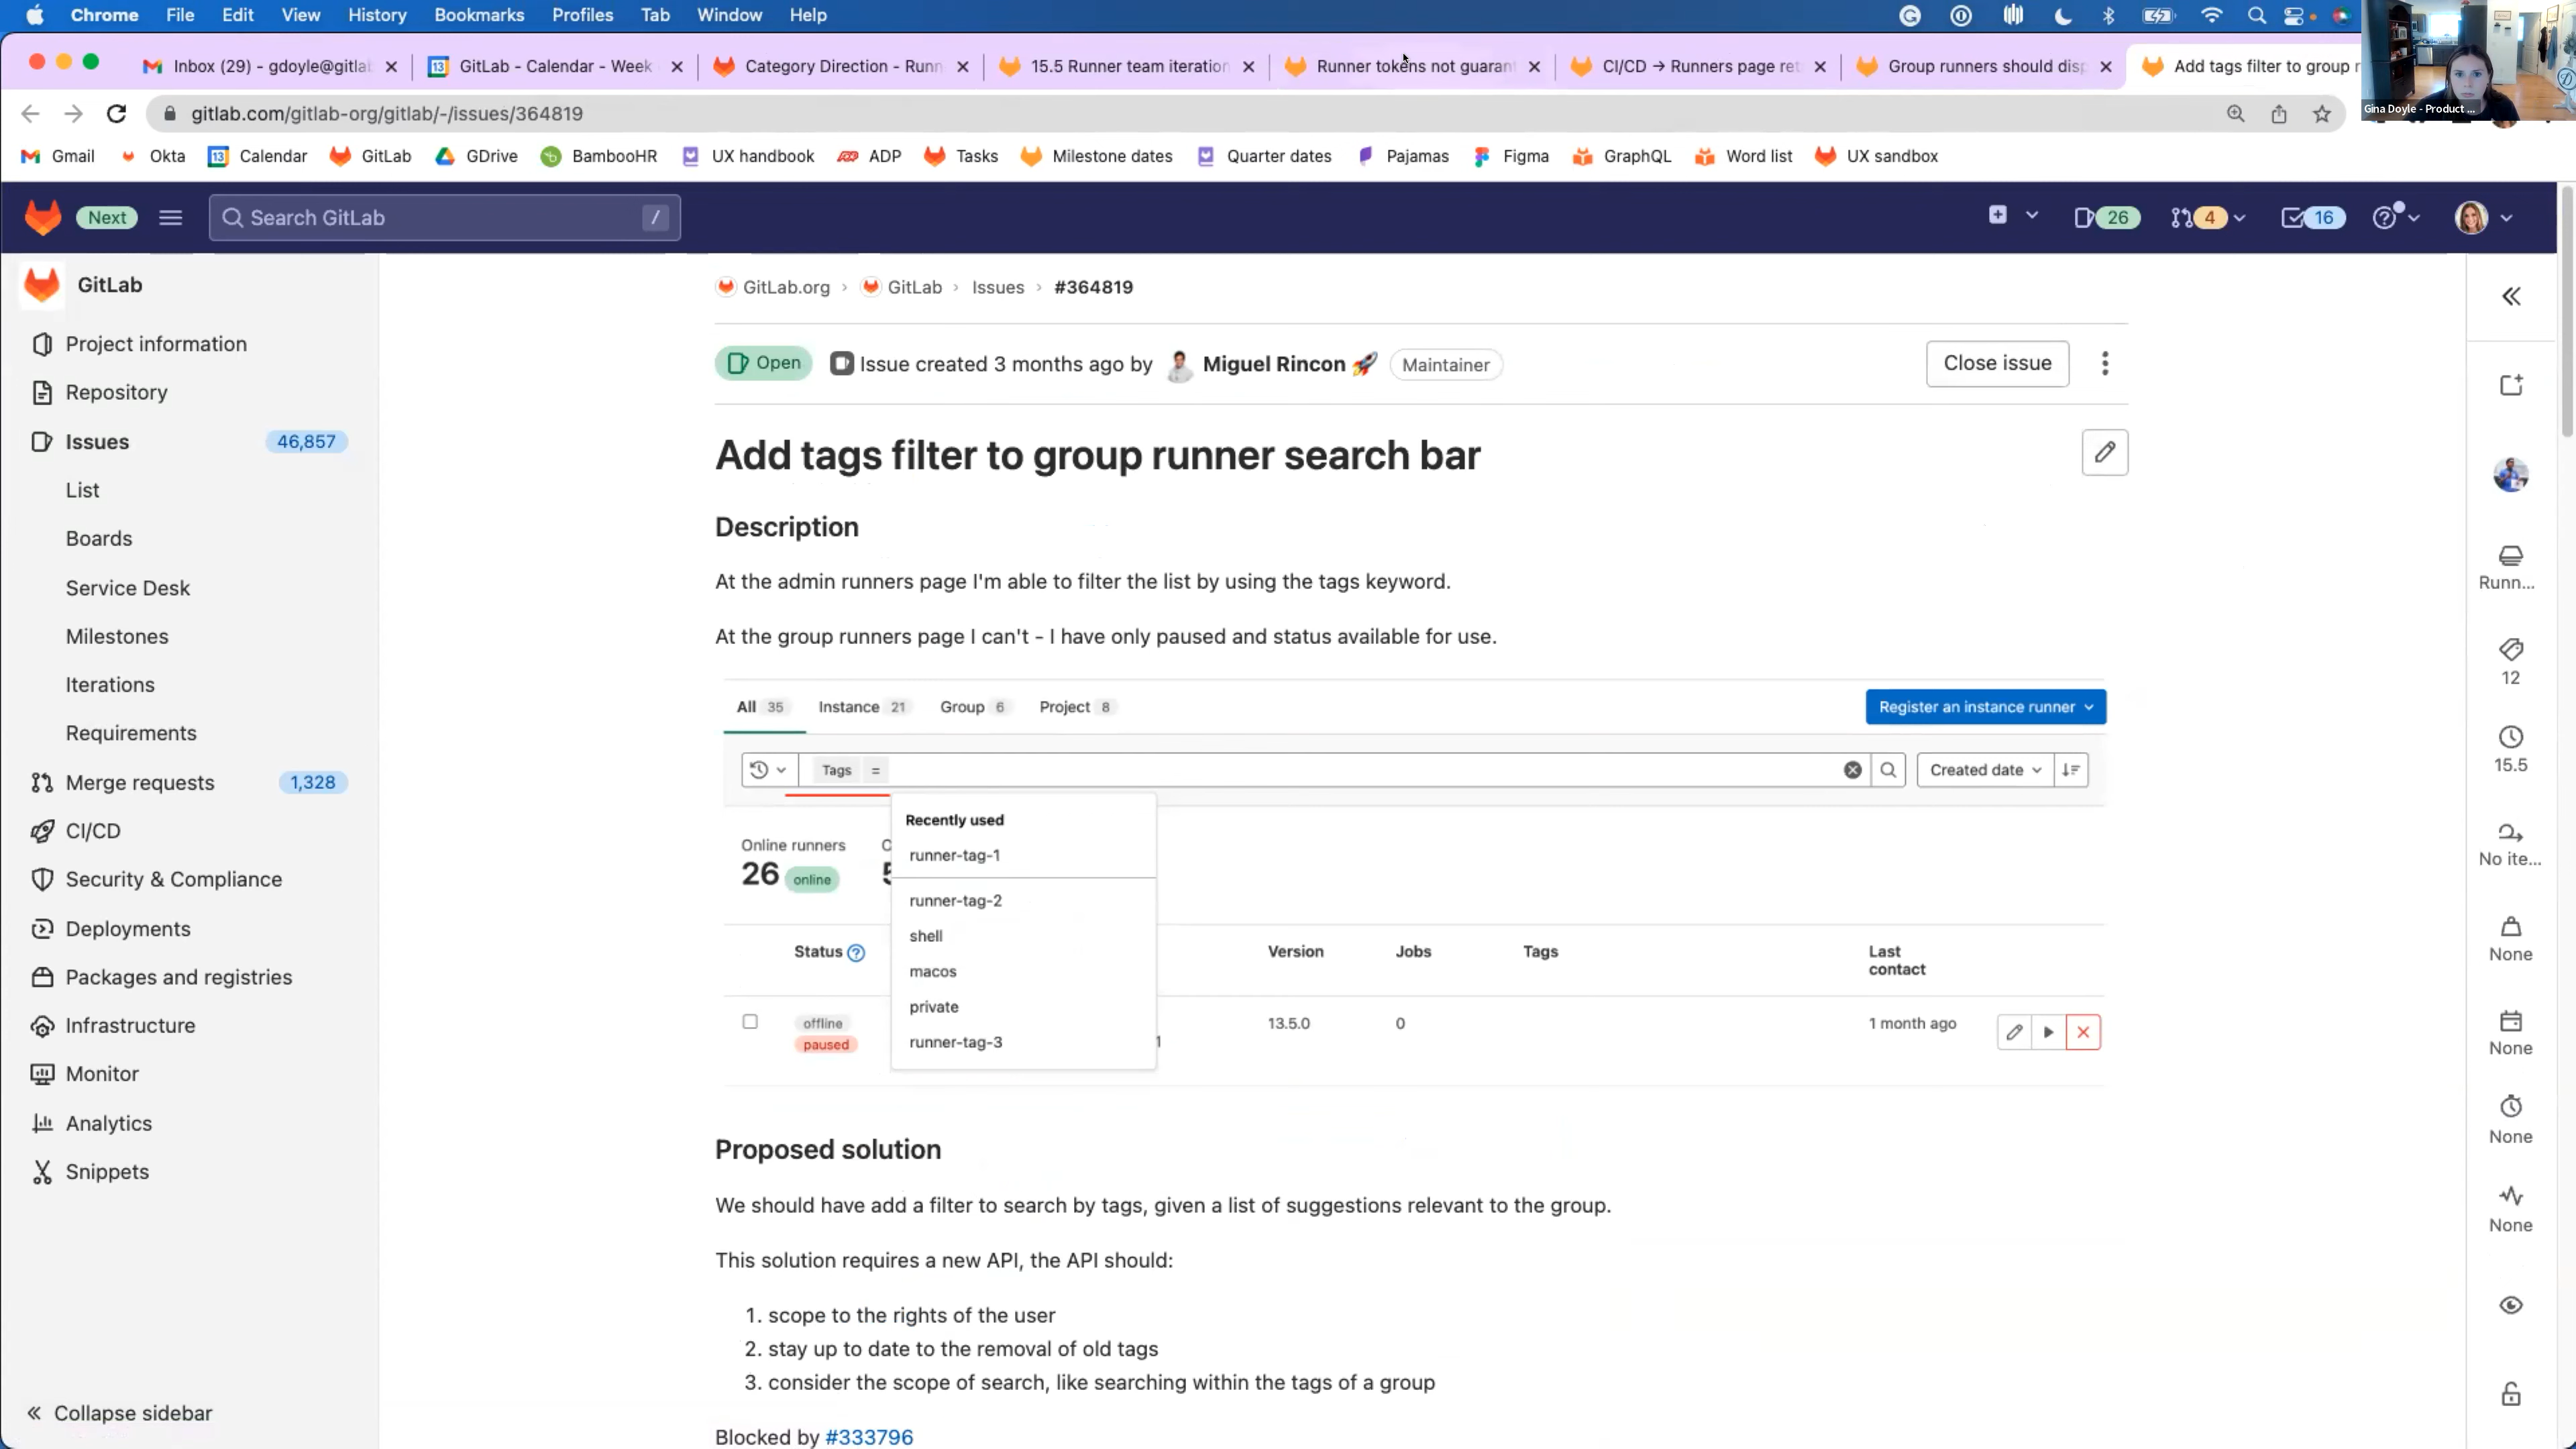 Chrome File Edit View History Bookmarks Profiles Tab Window Help
Inbox (29) - gdoyle@gitla
GitLab - Calendar - Week
Category Direction - Runn
15.5 Runner team iteration
Runner tokens not guarant
CI/CD → Runners page ret
Group runners should disp
Add tags filter to group r
Gina Doyle - Product ...
gitlab.com/gitlab-org/gitlab/-/issues/364819
Gmail Okta Calendar GitLab GDrive BambooHR UX handbook ADP Tasks Milestone dates Quarter dates Pajamas Figma GraphQL Word list UX sandbox
Next
Search GitLab /
26 4 16
GitLab
Project information
Repository
Issues 46,857
List
Boards
Service Desk
Milestones
Iterations
Requirements
Merge requests 1,328
CI/CD
Security & Compliance
Deployments
Packages and registries
Infrastructure
Monitor
Analytics
Snippets
Collapse sidebar
GitLab.org › GitLab › Issues › #364819
Open Issue created 3 months ago by Miguel Rincon 🚀 Maintainer
Close issue
Add tags filter to group runner search bar
Description
At the admin runners page I'm able to filter the list by using the tags keyword.
At the group runners page I can't - I have only paused and status available for use.
All 35 Instance 21 Group 6 Project 8
Register an instance runner
Tags =
Created date
Recently used
runner-tag-1
runner-tag-2
shell
macos
private
runner-tag-3
Online runners
26 online
Status Version Jobs Tags Last contact
offline
paused
13.5.0 0 1 month ago
Proposed solution
We should have add a filter to search by tags, given a list of suggestions relevant to the group.
This solution requires a new API, the API should:
1. scope to the rights of the user
2. stay up to date to the removal of old tags
3. consider the scope of search, like searching within the tags of a group
Blocked by #333796
Runn...
12
15.5
No ite...
None
None
None
None